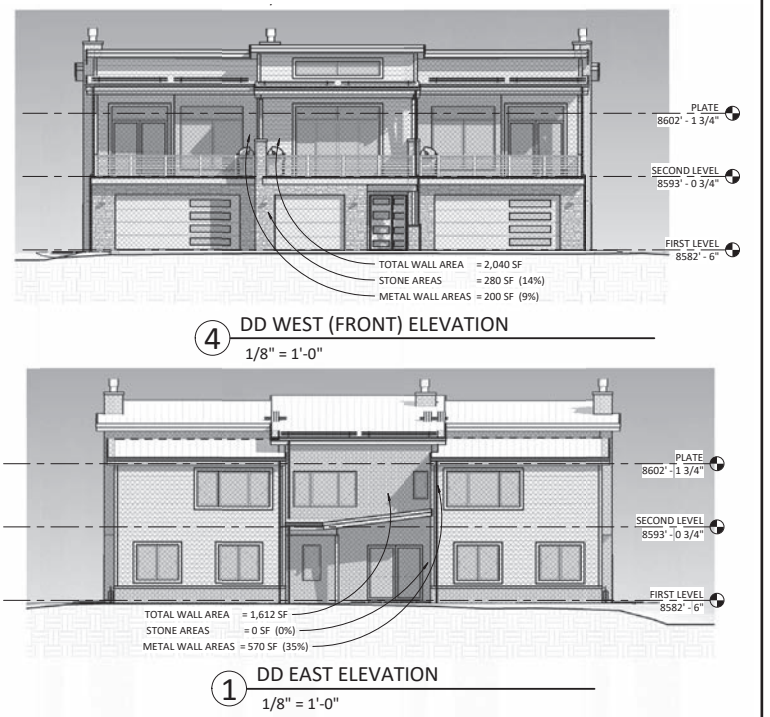 PLATE
8602' - 1 3/4"
SECOND LEVEL
8593' - 0 3/4"
FIRST LEVEL
8582' - 6"
TOTAL WALL AREA = 2,040 SF
STONE AREAS = 280 SF (14%)
METAL WALL AREAS = 200 SF (9%)
4 DD WEST (FRONT) ELEVATION
1/8" = 1'-0"
PLATE
8602' - 1 3/4"
SECOND LEVEL
8593' - 0 3/4"
FIRST LEVEL
8582' - 6"
TOTAL WALL AREA = 1,612 SF
STONE AREAS = 0 SF (0%)
METAL WALL AREAS = 570 SF (35%)
1 DD EAST ELEVATION
1/8" = 1'-0"